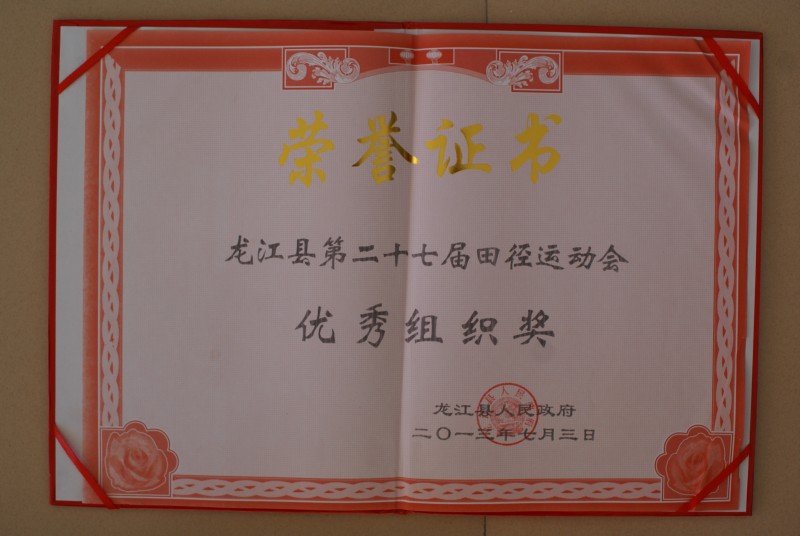 荣誉证书
龙江县第二十七届田径运动会
优秀组织奖
龙江县人民政府
二〇一三年七月三日